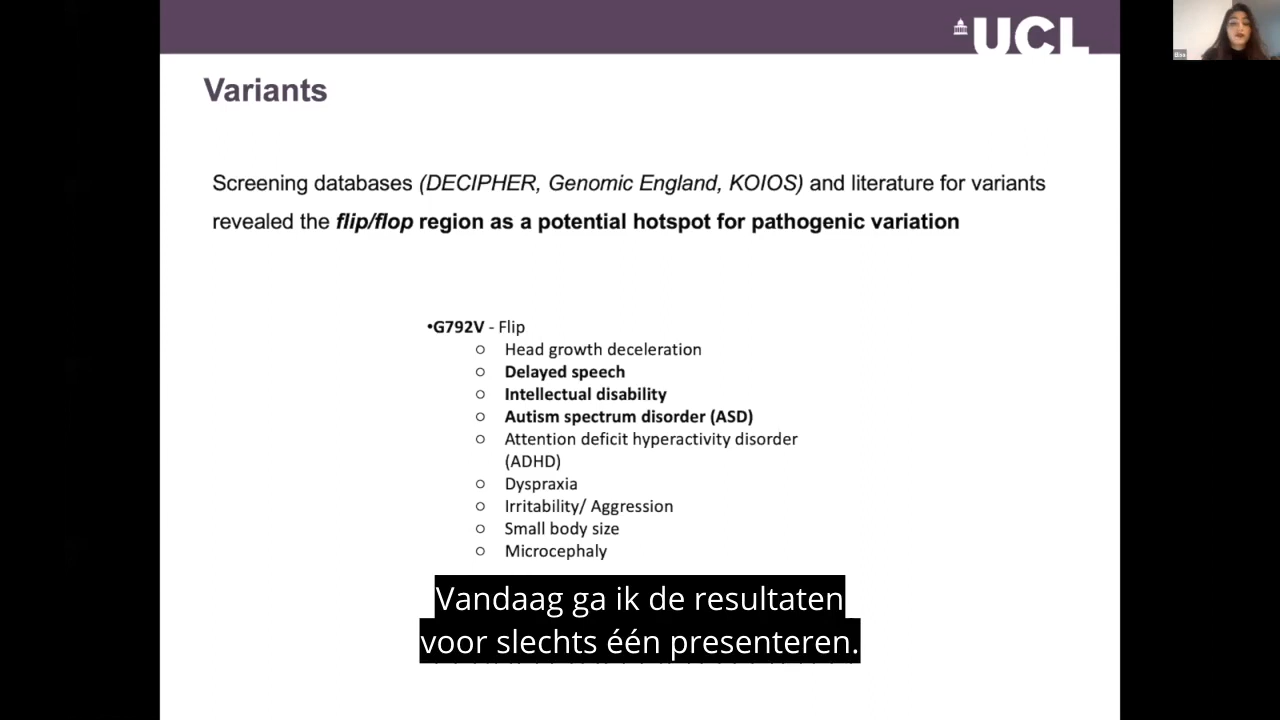 UCL
Elisa
Variants
Screening databases (DECIPHER, Genomic England, KOIOS) and literature for variants
revealed the flip/flop region as a potential hotspot for pathogenic variation
•G792V - Flip
○ Head growth deceleration
○ Delayed speech
○ Intellectual disability
○ Autism spectrum disorder (ASD)
○ Attention deficit hyperactivity disorder
(ADHD)
○ Dyspraxia
○ Irritability/ Aggression
○ Small body size
○ Microcephaly
Vandaag ga ik de resultaten
voor slechts één presenteren.